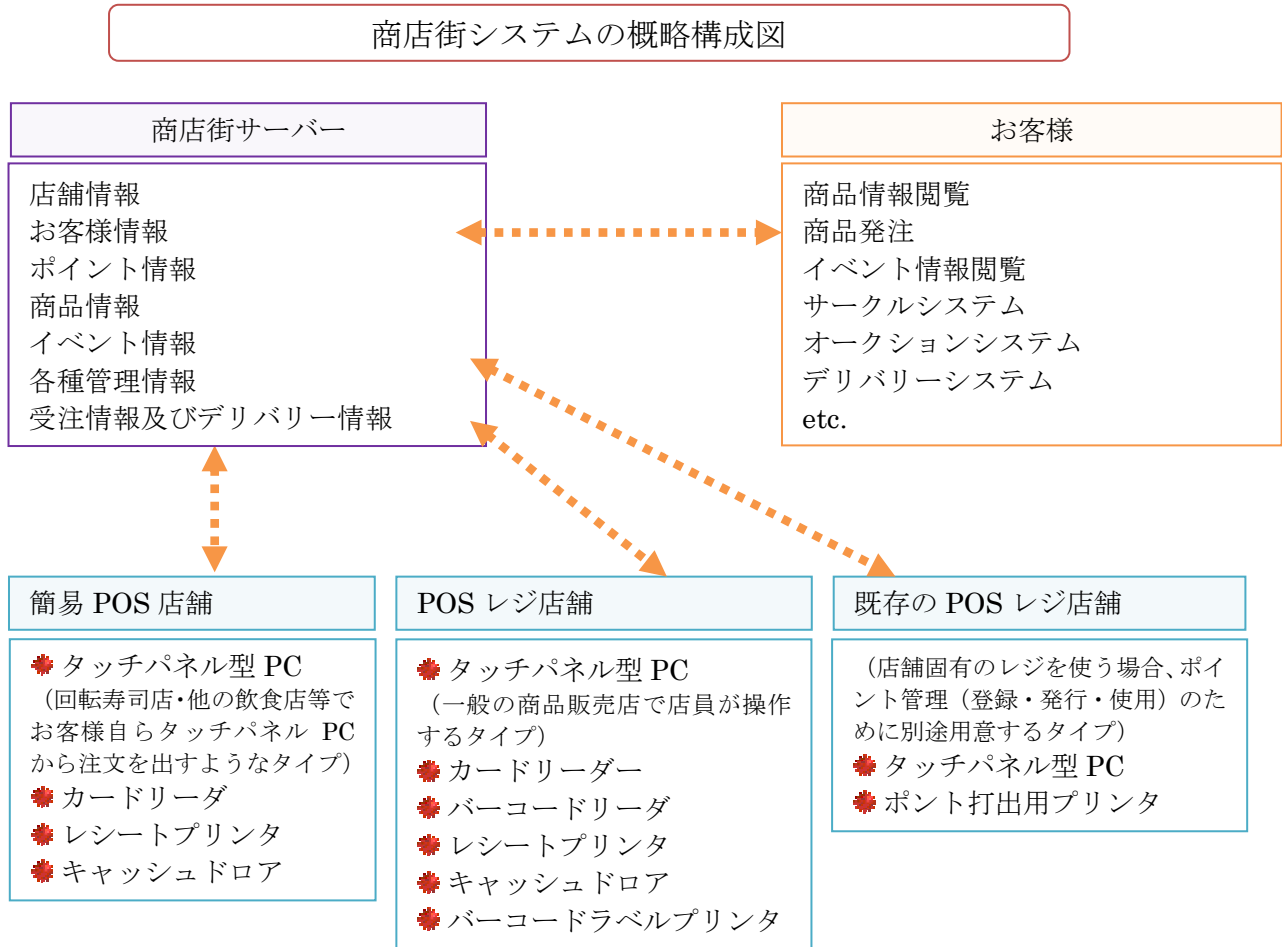 商店街システムの概略構成図
商店街サーバー
店舗情報
お客様情報
ポイント情報
商品情報
イベント情報
各種管理情報
受注情報及びデリバリー情報
お客様
商品情報閲覧
商品発注
イベント情報閲覧
サークルシステム
オークションシステム
デリバリーシステム
etc.
簡易 POS 店舗
タッチパネル型 PC
（回転寿司店・他の飲食店等で
お客様自らタッチパネル PC
から注文を出すようなタイプ）
カードリーダ
レシートプリンタ
キャッシュドロア
POS レジ店舗
タッチパネル型 PC
（一般の商品販売店で店員が操作
するタイプ）
カードリーダー
バーコードリーダ
レシートプリンタ
キャッシュドロア
バーコードラベルプリンタ
既存の POS レジ店舗
（店舗固有のレジを使う場合、ポイ
ント管理（登録・発行・使用）のた
めに別途用意するタイプ）
タッチパネル型 PC
ポント打出用プリンタ